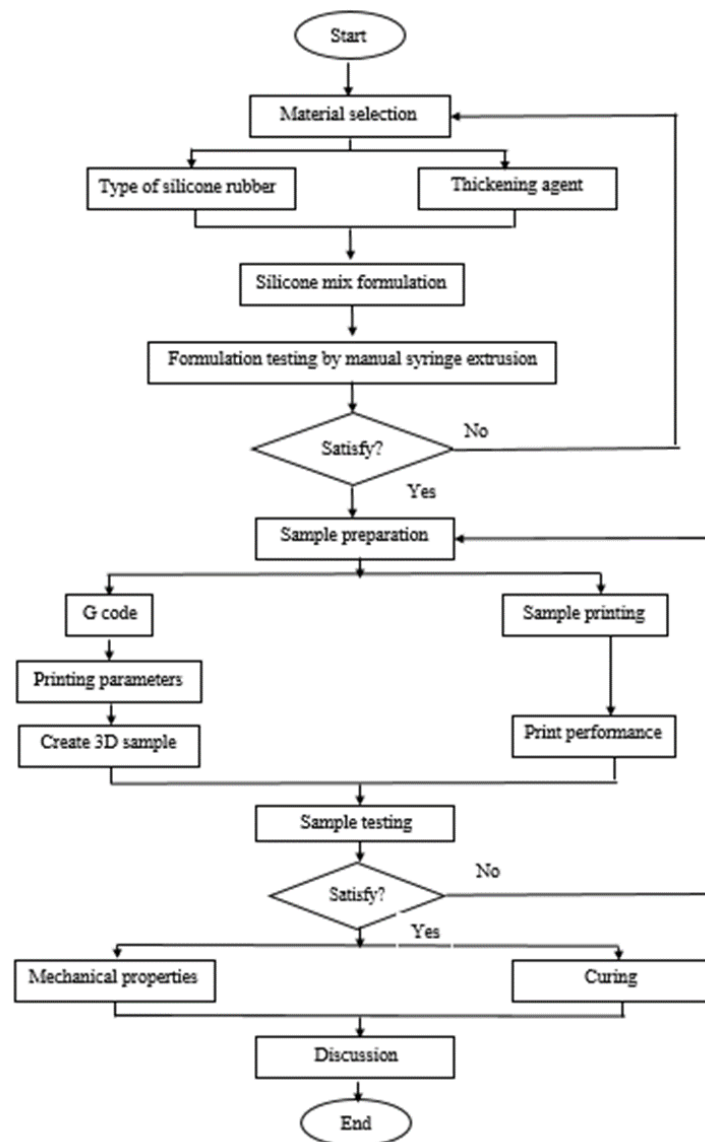 Start
Material selection
Type of silicone rubber
Thickening agent
Silicone mix formulation
Formulation testing by manual syringe extrusion
Satisfy?
No
Yes
Sample preparation
G code
Sample printing
Printing parameters
Create 3D sample
Print performance
Sample testing
Satisfy?
No
Yes
Mechanical properties
Curing
Discussion
End